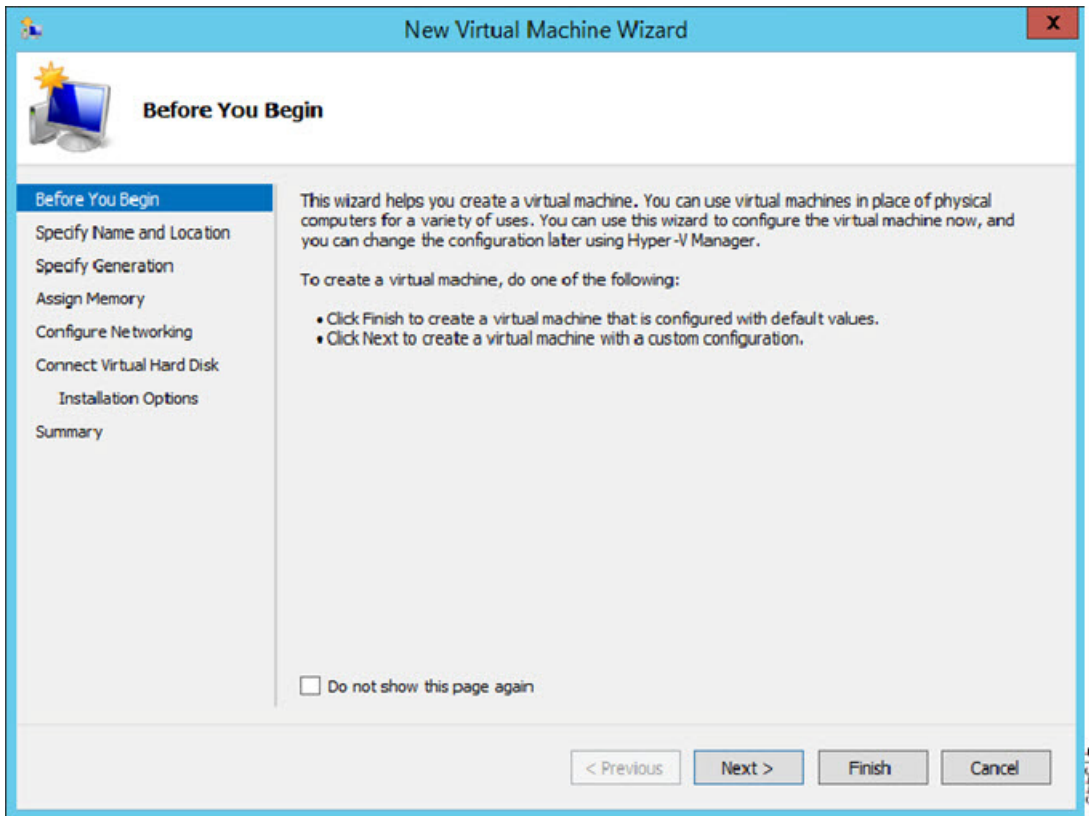 New Virtual Machine Wizard
X
Before You Begin
Before You Begin
Specify Name and Location
Specify Generation
Assign Memory
Configure Networking
Connect Virtual Hard Disk
Installation Options
Summary
This wizard helps you create a virtual machine. You can use virtual machines in place of physical
computers for a variety of uses. You can use this wizard to configure the virtual machine now, and
you can change the configuration later using Hyper-V Manager.
To create a virtual machine, do one of the following:
• Click Finish to create a virtual machine that is configured with default values.
• Click Next to create a virtual machine with a custom configuration.
Do not show this page again
< Previous
Next >
Finish
Cancel